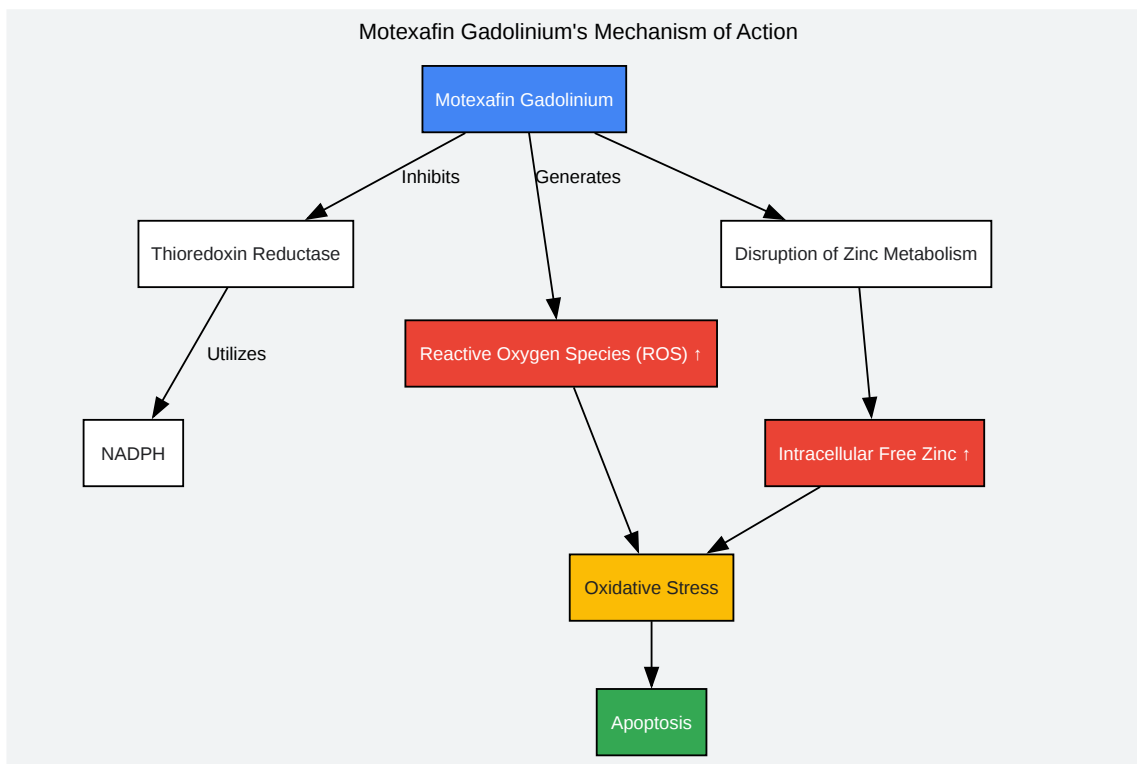 Motexafin Gadolinium's Mechanism of Action
Motexafin Gadolinium
Inhibits
Generates
Thioredoxin Reductase
Disruption of Zinc Metabolism
Utilizes
Reactive Oxygen Species (ROS) ↑
NADPH
Intracellular Free Zinc ↑
Oxidative Stress
Apoptosis